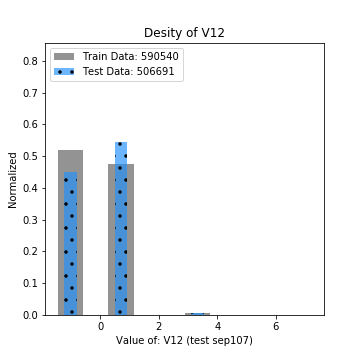 Desity of V12
Train Data: 590540
Test Data: 506691
Normalized
0.8
0.7
0.6
0.5
0.4
0.3
0.2
0.1
0.0
0 2 4 6
Value of: V12 (test sep107)